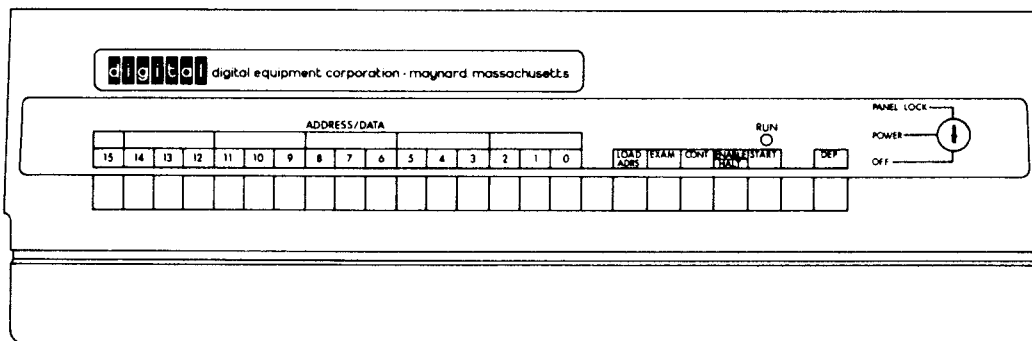 digital digital equipment corporation · maynard massachusetts
PANEL LOCK
ADDRESS/DATA
RUN
POWER
15 14 13 12 11 10 9 8 7 6 5 4 3 2 1 0
LOAD ADRS EXAM CONT ENABLE HALT START DEP
OFF